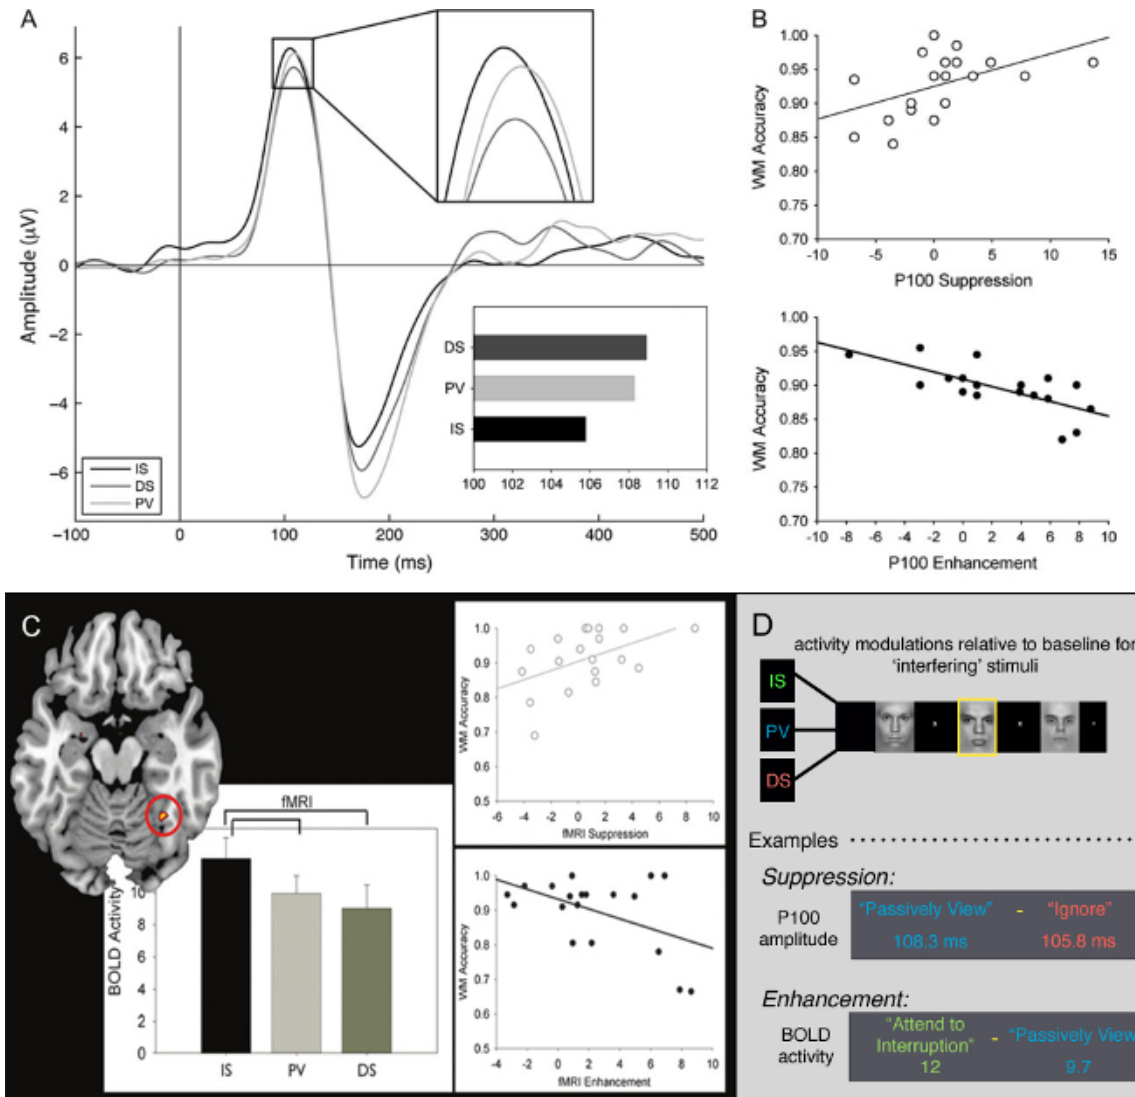 A
Amplitude (μV)
6
4
2
0
-2
-4
-6
-100
0
100
200
300
400
500
Time (ms)
IS
DS
PV
DS
PV
IS
100
102
104
106
108
110
112
B
WM Accuracy
1.00
0.95
0.90
0.85
0.80
0.70
-10
-5
0
5
10
15
P100 Suppression
WM Accuracy
1.00
0.95
0.90
0.85
0.80
0.70
-10
-8
-6
-4
-2
0
2
4
6
8
10
P100 Enhancement
C
fMRI
BOLD Activity
10
8
6
4
2
0
IS
PV
DS
WM Accuracy
1.0
0.9
0.8
0.7
0.6
0.5
-6
-4
-2
0
2
4
6
8
10
fMRI Suppression
WM Accuracy
1.0
0.9
0.8
0.7
0.6
0.5
-4
-2
0
2
4
6
8
10
fMRI Enhancement
D
activity modulations relative to baseline for
'interfering' stimuli
IS
PV
DS
Examples
Suppression:
P100
amplitude
“Passively View” - “Ignore”
108.3 ms 105.8 ms
Enhancement:
BOLD
activity
“Attend to
Interruption” - “Passively View
12 9.7